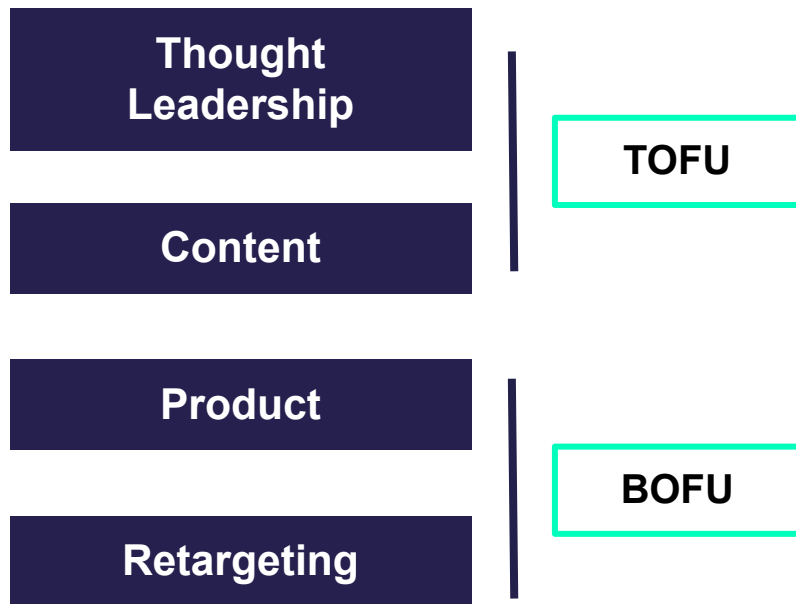 Thought
Leadership
TOFU
Content
Product
BOFU
Retargeting